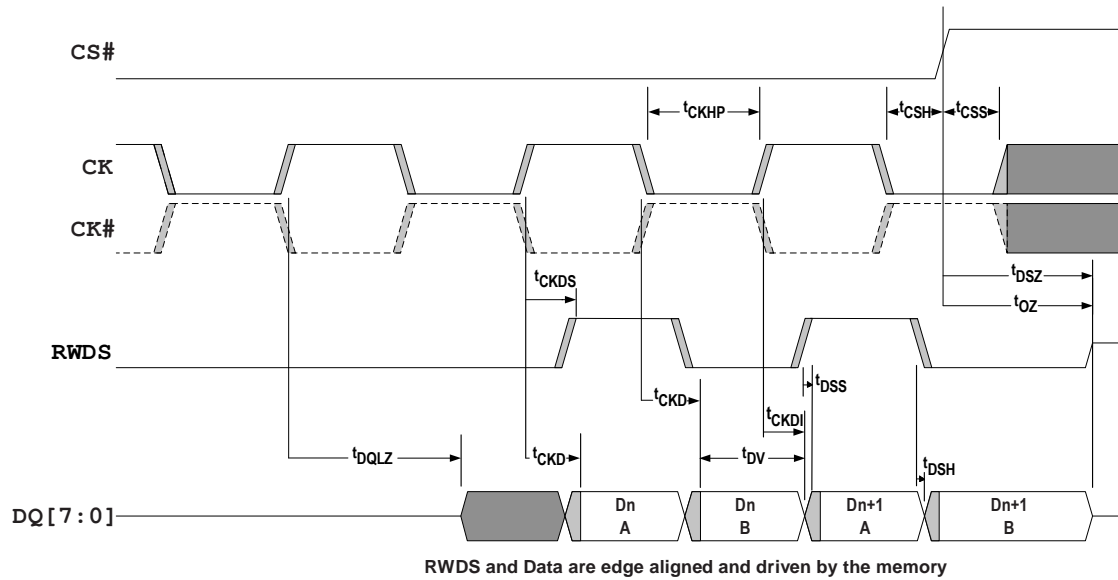 CS#
tCKHP
tCSH
tCSS
CK
CK#
tDSZ
tCKDS
tOZ
RWDS
tDSS
tCKD
tCKDI
tDQLZ
tCKD
tDV
tDSH
DQ[7:0]
Dn
A
Dn
B
Dn+1
A
Dn+1
B
RWDS and Data are edge aligned and driven by the memory